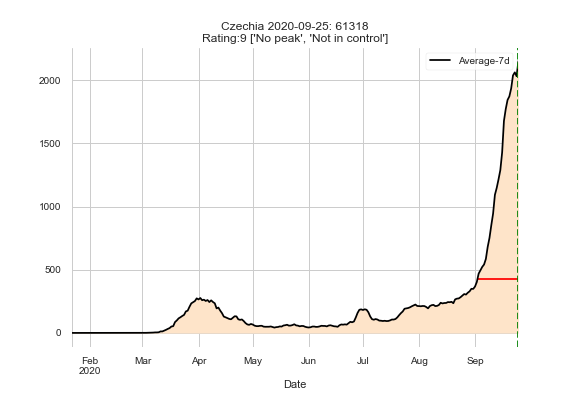 Czechia 2020-09-25: 61318
Rating:9 ['No peak', 'Not in control']
Average-7d
2000
1500
1000
500
0
Feb Mar Apr May Jun Jul Aug Sep
2020
Date